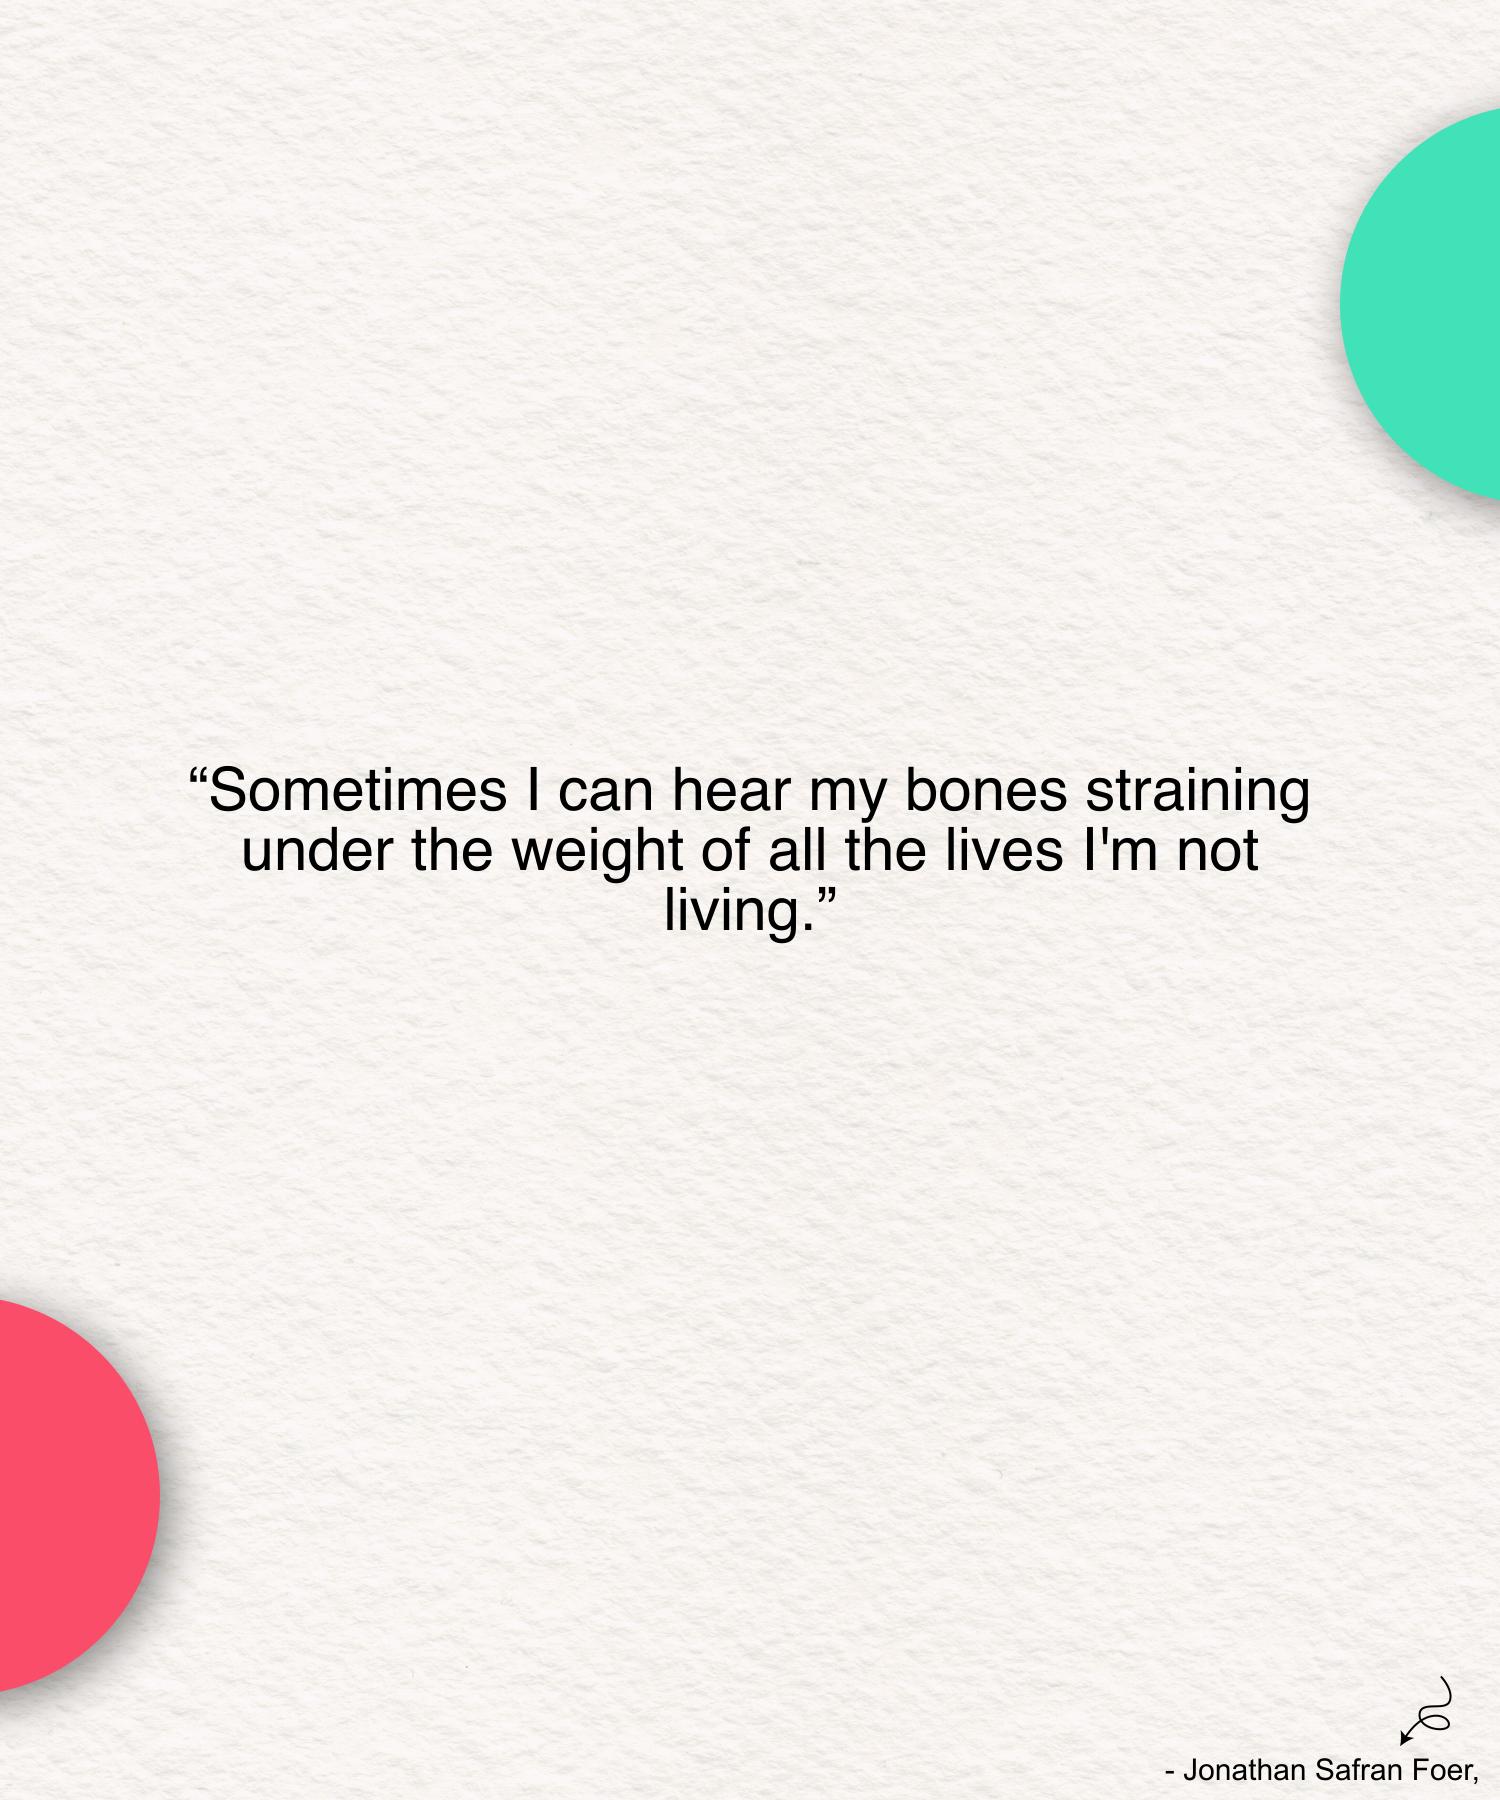 “Sometimes I can hear my bones straining
under the weight of all the lives I'm not
living.”
- Jonathan Safran Foer,